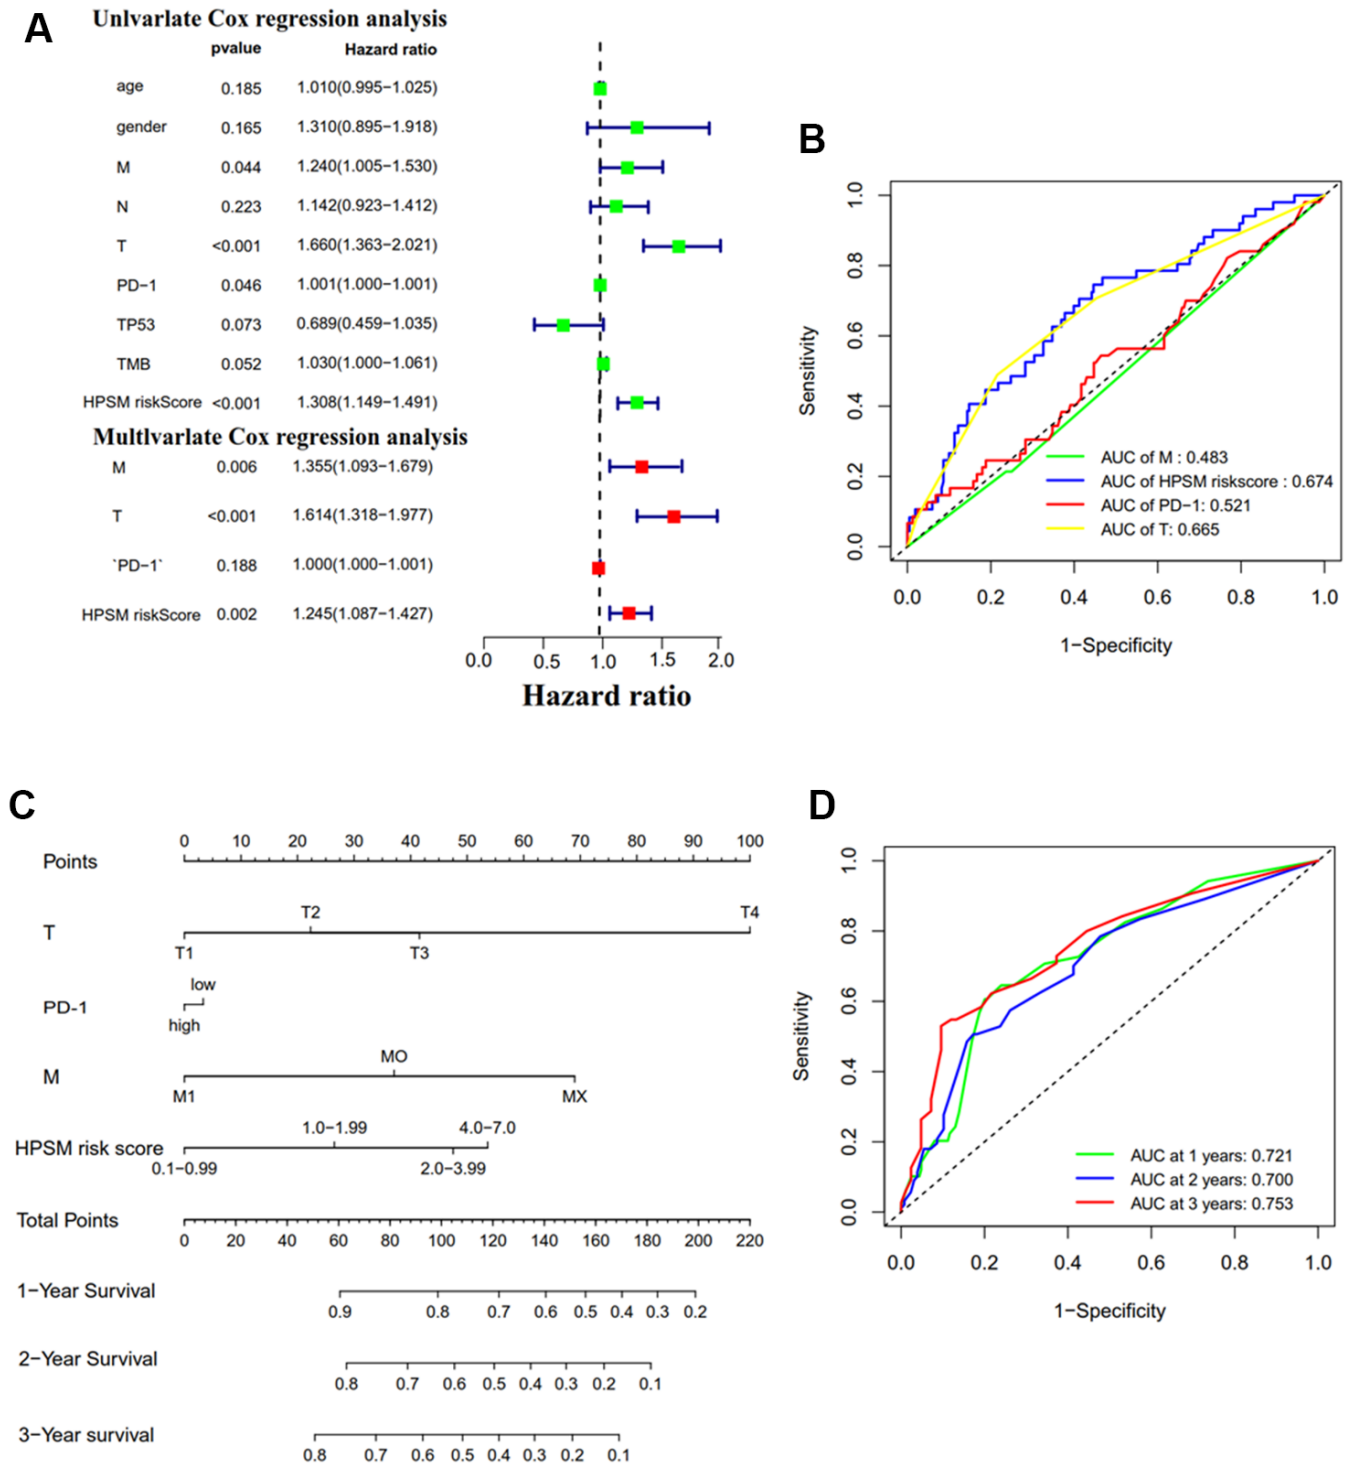 A
UnIvarIate Cox regression analysis
pvalue Hazard ratio
age 0.185 1.010(0.995−1.025)
gender 0.165 1.310(0.895−1.918)
M 0.044 1.240(1.005−1.530)
N 0.223 1.142(0.923−1.412)
T <0.001 1.660(1.363−2.021)
PD−1 0.046 1.001(1.000−1.001)
TP53 0.073 0.689(0.459−1.035)
TMB 0.052 1.030(1.000−1.061)
HPSM riskScore <0.001 1.308(1.149−1.491)
MultIvarIate Cox regression analysis
M 0.006 1.355(1.093−1.679)
T <0.001 1.614(1.318−1.977)
`PD−1` 0.188 1.000(1.000−1.001)
HPSM riskScore 0.002 1.245(1.087−1.427)
0.0 0.5 1.0 1.5 2.0
Hazard ratio
B
1.0
0.8
0.6
0.4
0.2
0.0
Sensitivity
AUC of M : 0.483
AUC of HPSM riskscore : 0.674
AUC of PD−1: 0.521
AUC of T: 0.665
0.0 0.2 0.4 0.6 0.8 1.0
1−Specificity
C
0 10 20 30 40 50 60 70 80 90 100
Points
T2 T4
T
T1 T3
low
PD-1
high
MO
M
M1 MX
1.0−1.99 4.0−7.0
HPSM risk score
0.1−0.99 2.0−3.99
Total Points
0 20 40 60 80 100 120 140 160 180 200 220
1−Year Survival
0.9 0.8 0.7 0.6 0.5 0.4 0.3 0.2
2−Year Survival
0.8 0.7 0.6 0.5 0.4 0.3 0.2 0.1
3−Year survival
0.8 0.7 0.6 0.5 0.4 0.3 0.2 0.1
D
1.0
0.8
0.6
0.4
0.2
0.0
Sensitivity
AUC at 1 years: 0.721
AUC at 2 years: 0.700
AUC at 3 years: 0.753
0.0 0.2 0.4 0.6 0.8 1.0
1−Specificity